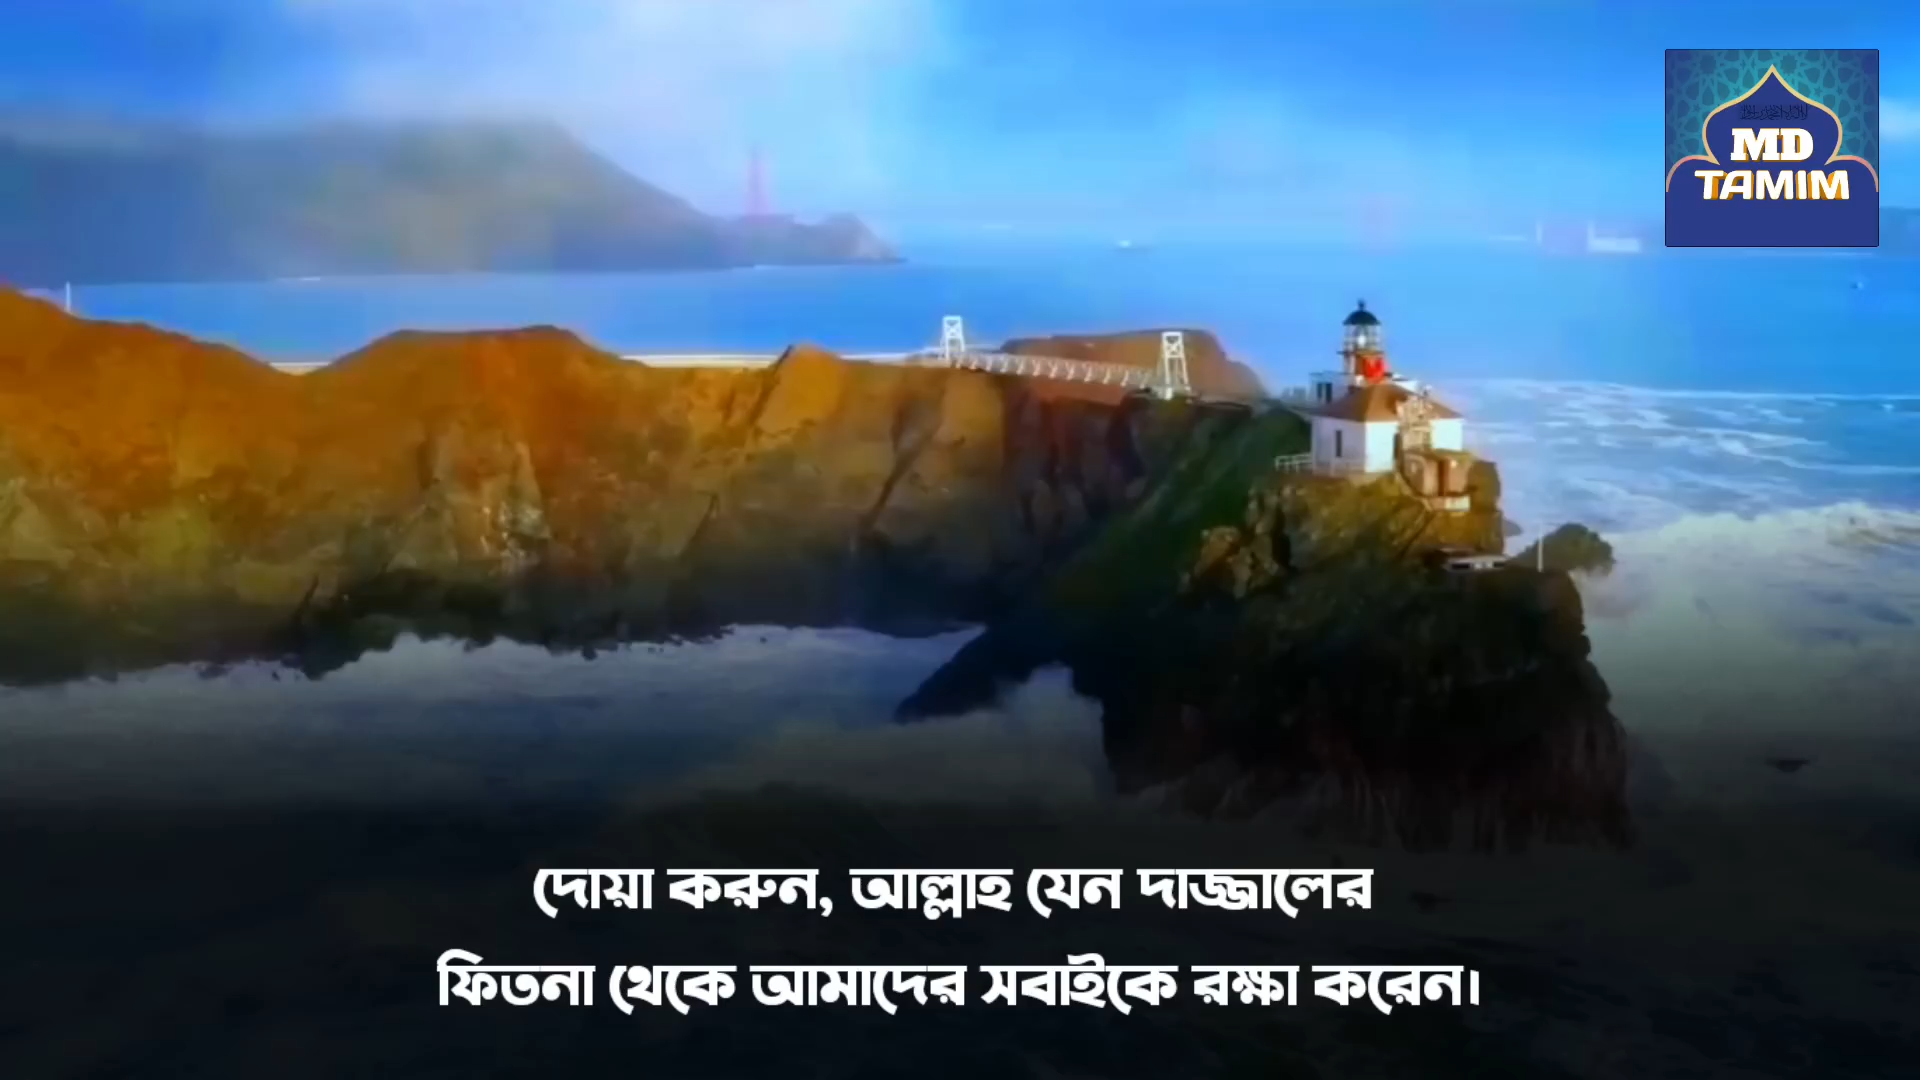 MD
TAMIM
দোয়া করুন, আল্লাহ যেন দাজ্জালের
ফিতনা থেকে আমাদের সবাইকে রক্ষা করেন।